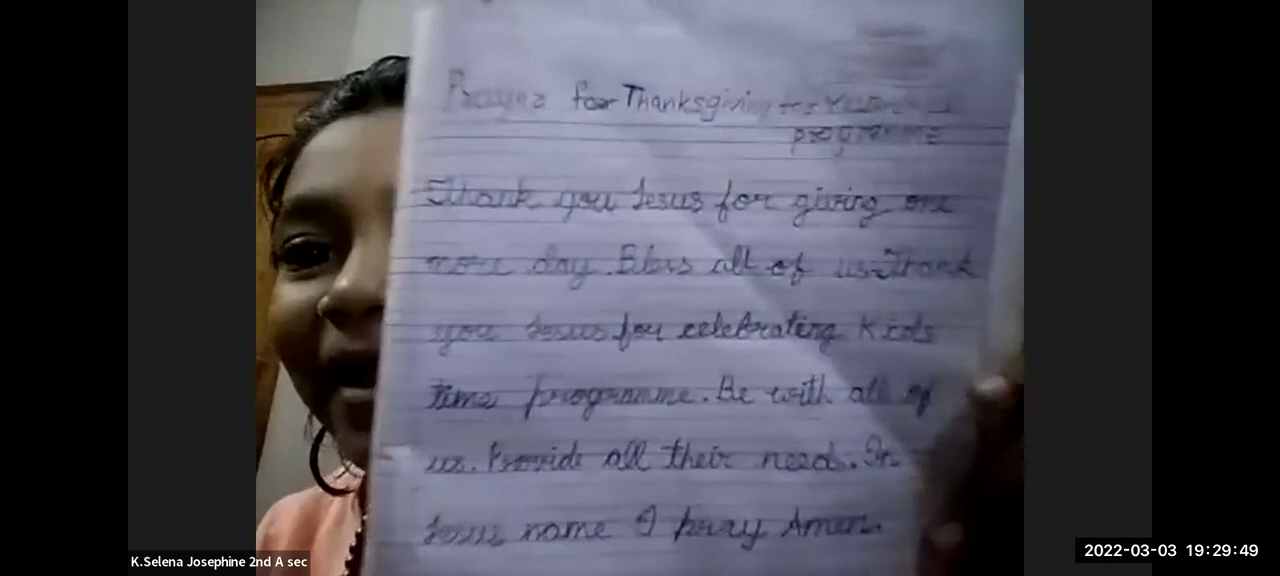 Prayer for Thanksgiving
programme
Thank you Jesus for giving one
more day. Bless all of us. Thank
you Jesus for celebrating Kids
time programme. Be with all of
us. Provide all their need. In
Jesus name I pray Amen.
K.Selena Josephine 2nd A sec
2022-03-03 19:29:49